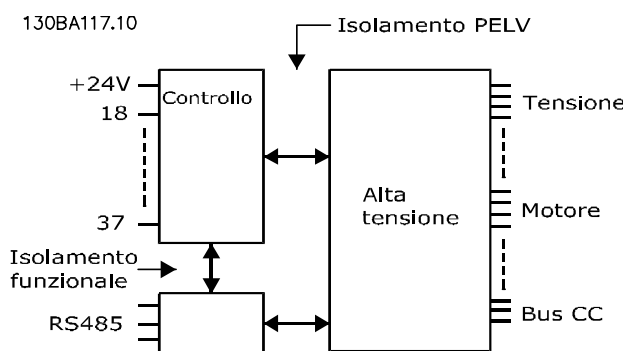 130BA117.10
Isolamento PELV
+24V
Controllo
18
37
Alta
tensione
Tensione
Motore
Isolamento
funzionale
RS485
Bus CC